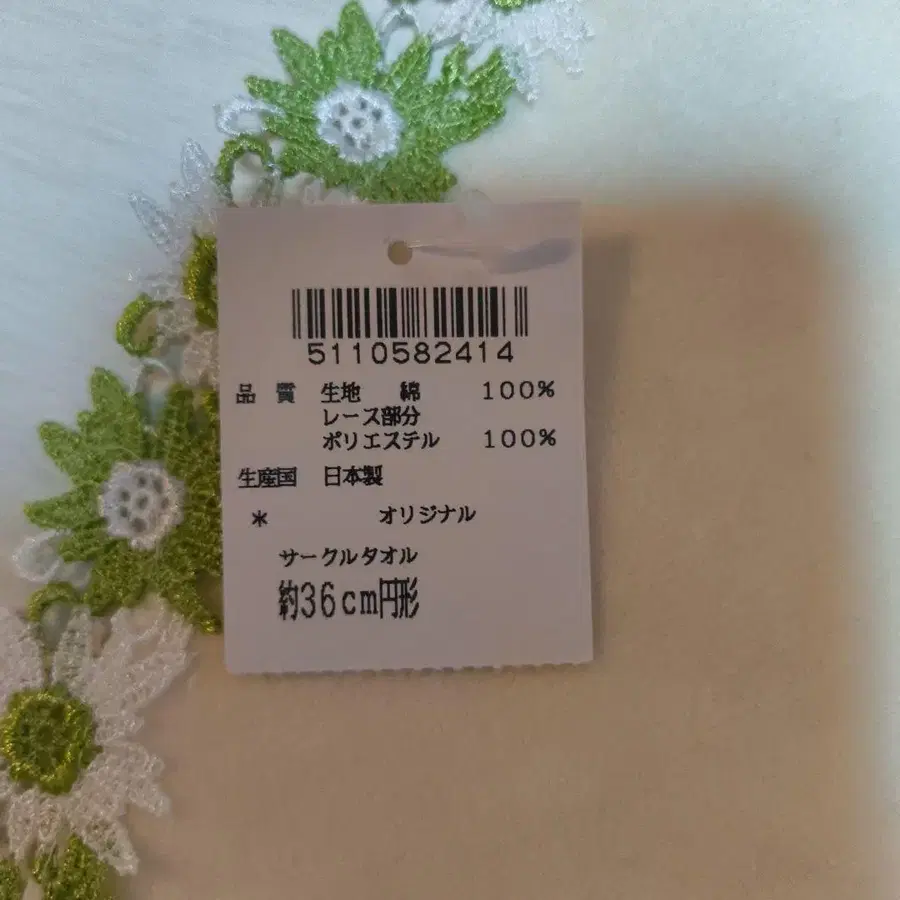 5110582414
品 質 生地 綿 100%
レース部分
ポリエステル 100%
生産国 日本製
* オリジナル
サークルタオル
約36cm円形